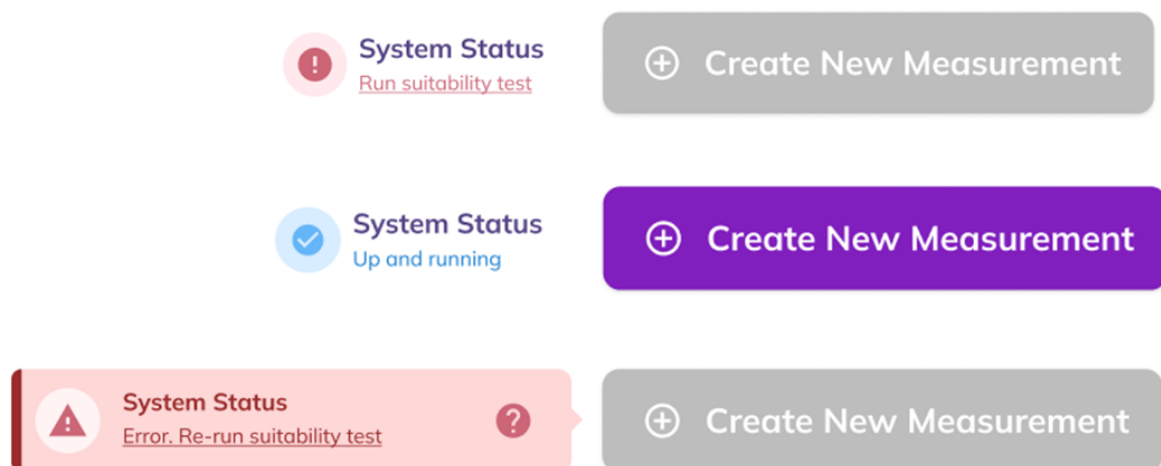 System Status
Run suitability test
Create New Measurement
System Status
Up and running
Create New Measurement
System Status
Error. Re-run suitability test
Create New Measurement